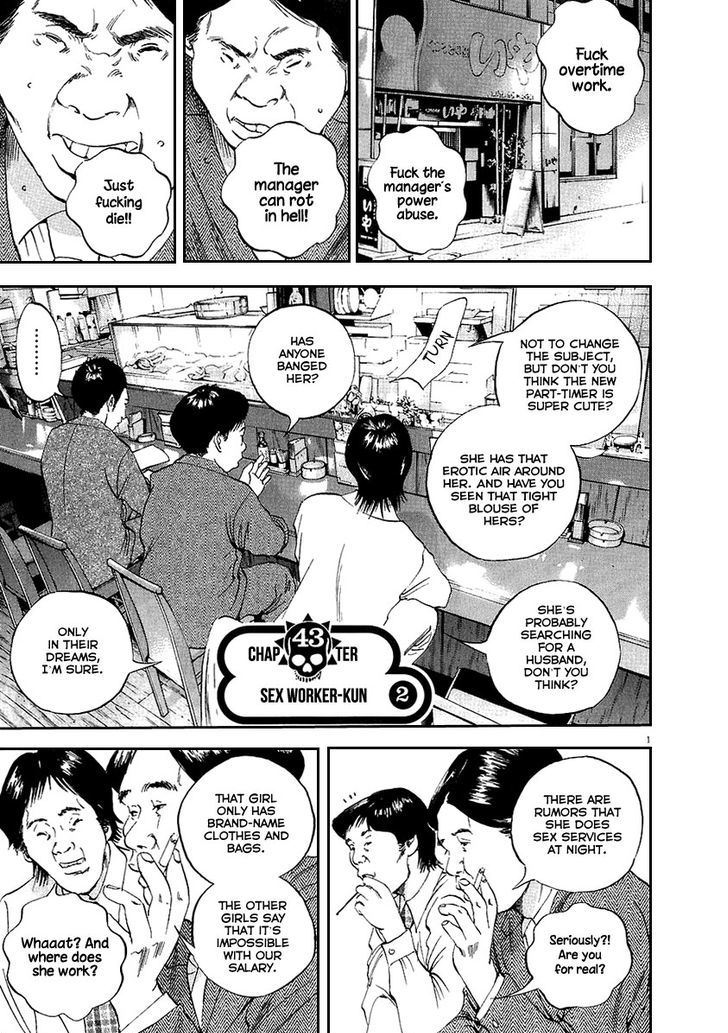 Fuck
overtime
work.
Fuck the
manager's
power
abuse.
いや
いや
The
manager
can rot
in hell!
Just
fucking
die!!
NOT TO CHANGE
THE SUBJECT,
BUT DON'T YOU
THINK THE NEW
PART-TIMER IS
SUPER CUTE?
TURN
SHE HAS THAT
EROTIC AIR AROUND
HER. AND HAVE YOU
SEEN THAT TIGHT
BLOUSE OF
HERS?
HAS
ANYONE
BANGED
HER?
.........
SHE'S
PROBABLY
SEARCHING
FOR A
HUSBAND,
DON'T YOU
THINK?
ONLY
IN THEIR
DREAMS,
I'M SURE.
CHAPTER 43
SEX WORKER-KUN 2
1
THERE ARE
RUMORS THAT
SHE DOES
SEX SERVICES
AT NIGHT.
Seriously?!
Are you
for real?
THAT GIRL
ONLY HAS
BRAND-NAME
CLOTHES AND
BAGS.
THE OTHER
GIRLS SAY
THAT IT'S
IMPOSSIBLE
WITH OUR
SALARY.
Whaaat? And
where does
she work?